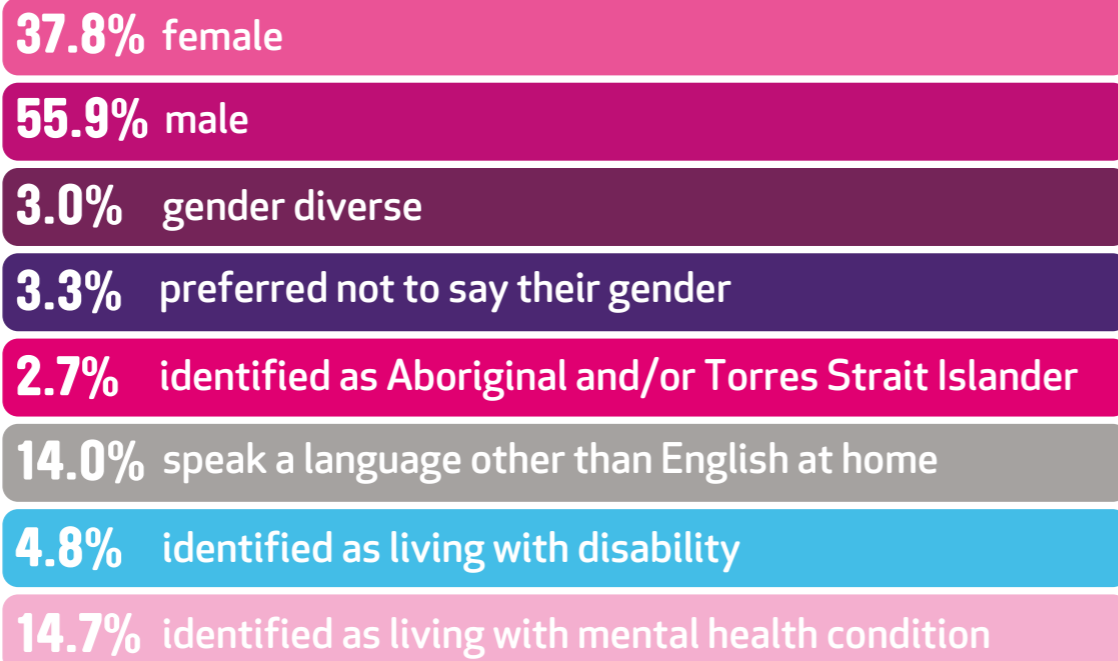 37.8% female
55.9% male
3.0% gender diverse
3.3% preferred not to say their gender
2.7% identified as Aboriginal and/or Torres Strait Islander
14.0% speak a language other than English at home
4.8% identified as living with disability
14.7% identified as living with mental health condition